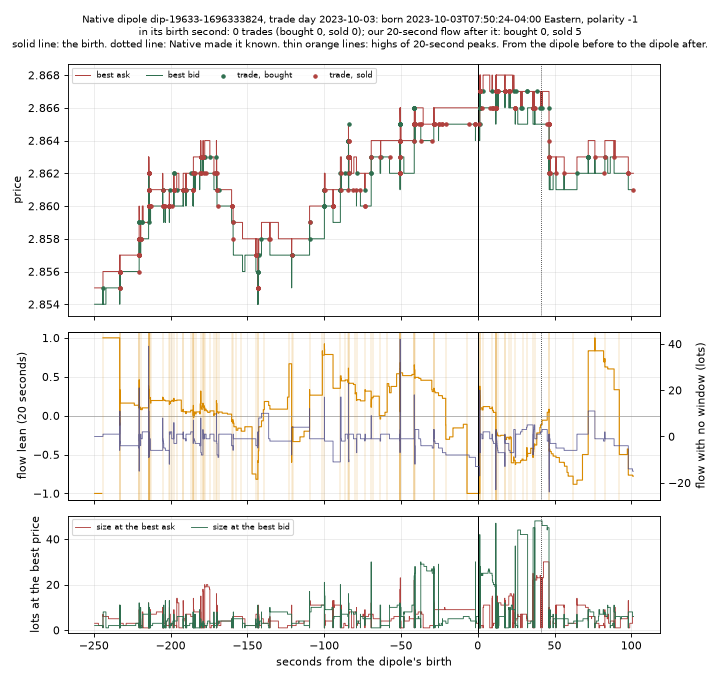 Native dipole dip-19633-1696333824, trade day 2023-10-03: born 2023-10-03T07:50:24-04:00 Eastern, polarity -1
in its birth second: 0 trades (bought 0, sold 0); our 20-second flow after it: bought 0, sold 5
solid line: the birth. dotted line: Native made it known. thin orange lines: highs of 20-second peaks. From the dipole before to the dipole after.
best ask
best bid
trade, bought
trade, sold
2.868
2.866
2.864
2.862
2.860
2.858
2.856
2.854
price
1.0
0.5
0.0
−0.5
−1.0
flow lean (20 seconds)
40
20
0
−20
flow with no window (lots)
size at the best ask
size at the best bid
40
20
0
lots at the best price
−250
−200
−150
−100
−50
0
50
100
seconds from the dipole's birth